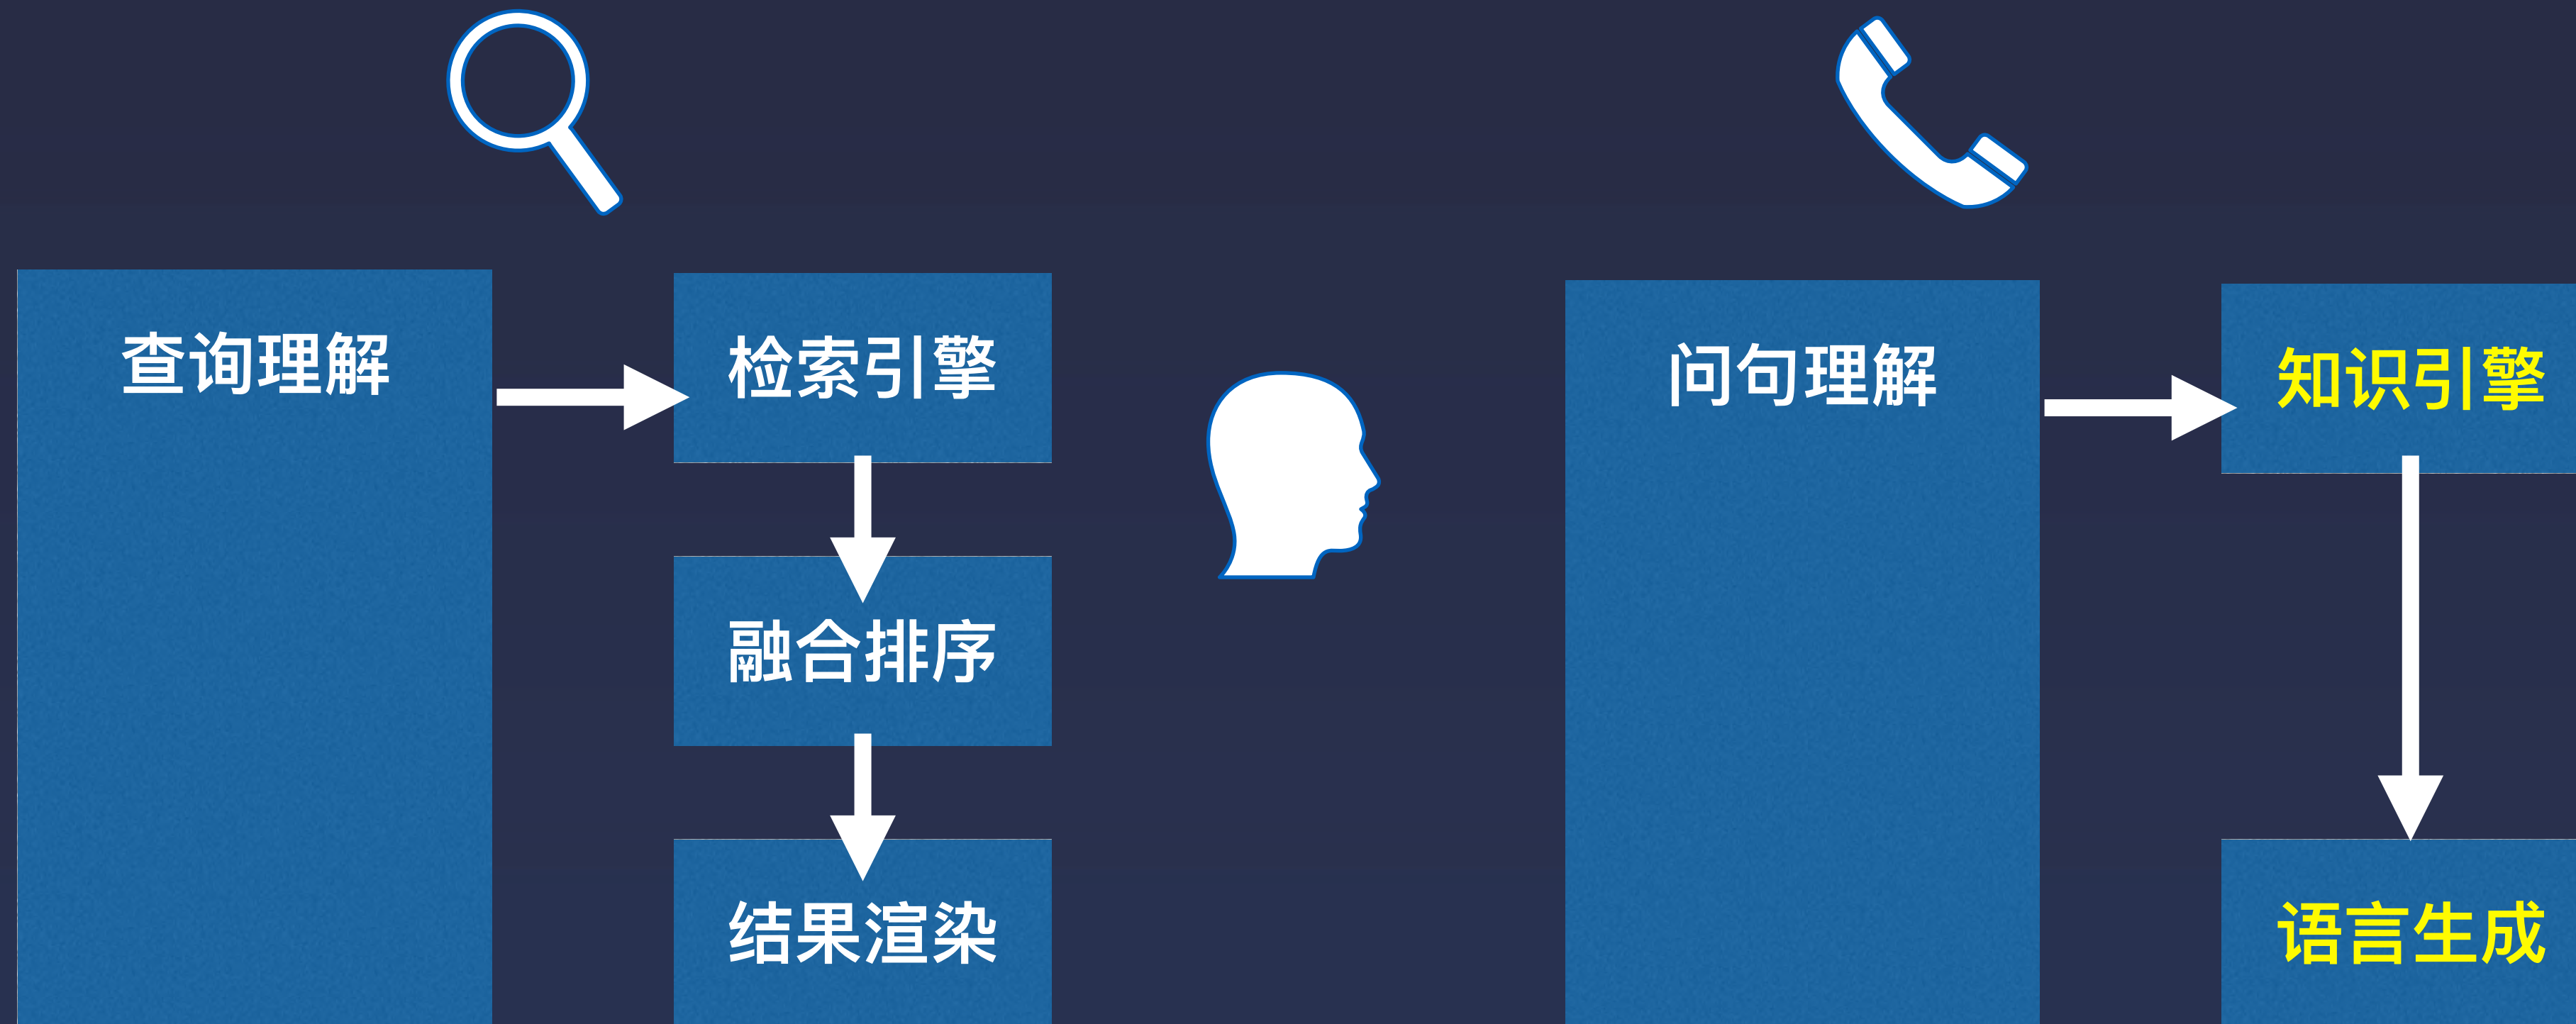 查询理解
检索引擎
融合排序
结果渲染
问句理解
知识引擎
语言生成